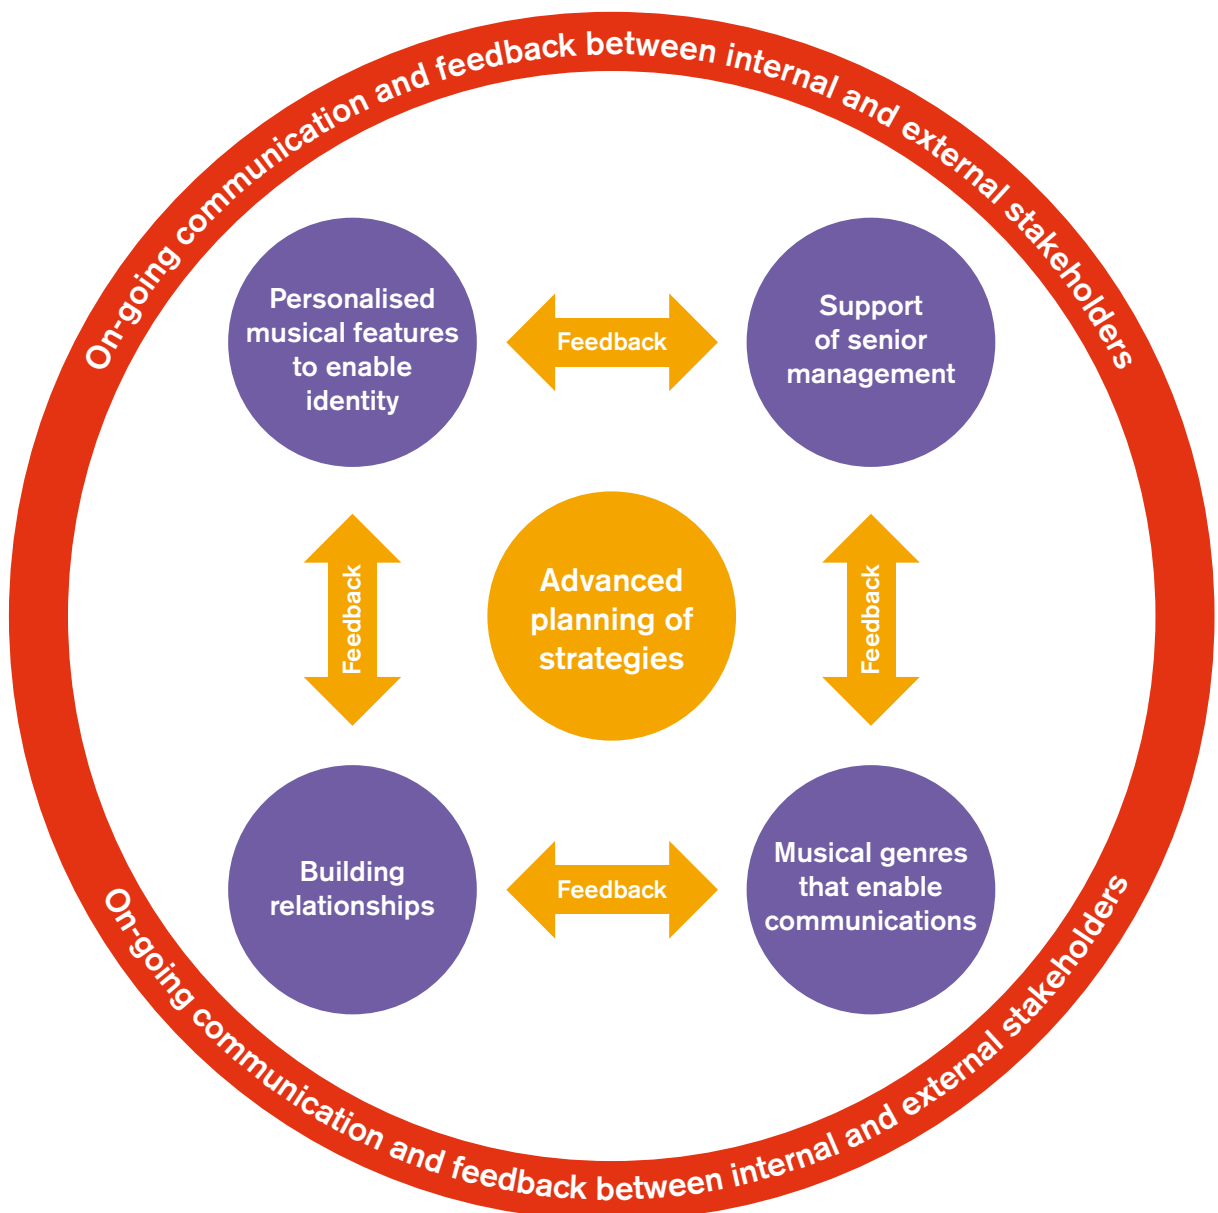 On-going communication and feedback between internal and external stakeholders
Personalised
musical features
to enable
identity
Feedback
Support
of senior
management
Feedback
Advanced
planning of
strategies
Feedback
Building
relationships
Feedback
Musical genres
that enable
communications
On-going communication and feedback between internal and external stakeholders